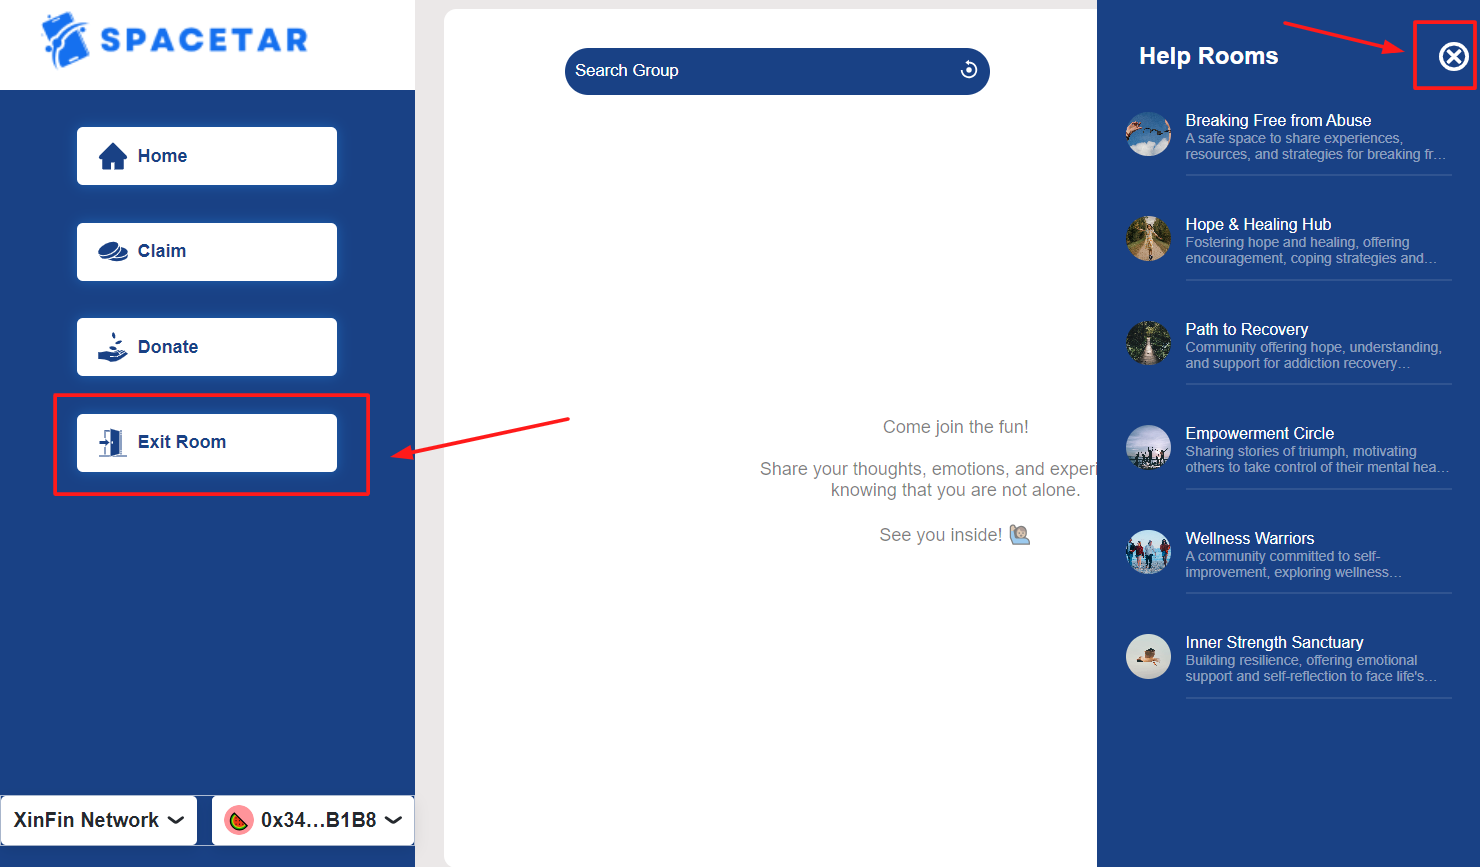 SPACETAR
Home
Claim
Donate
Exit Room
XinFin Network
0x34...B1B8
Search Group
Come join the fun!
Share your thoughts, emotions, and experi
knowing that you are not alone.
See you inside! 🙋
Help Rooms
Breaking Free from Abuse
A safe space to share experiences,
resources, and strategies for breaking fr...
Hope & Healing Hub
Fostering hope and healing, offering
encouragement, coping strategies and...
Path to Recovery
Community offering hope, understanding,
and support for addiction recovery...
Empowerment Circle
Sharing stories of triumph, motivating
others to take control of their mental hea...
Wellness Warriors
A community committed to self-
improvement, exploring wellness...
Inner Strength Sanctuary
Building resilience, offering emotional
support and self-reflection to face life's...